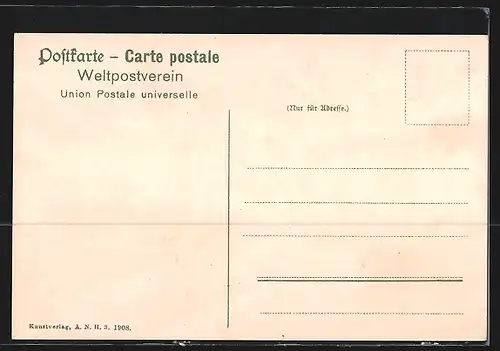 Postkarte – Carte postale
Weltpostverein
Union Postale universelle
(Nur für Adresse.)
Kunstverlag, A. N. H. 3. 1908.